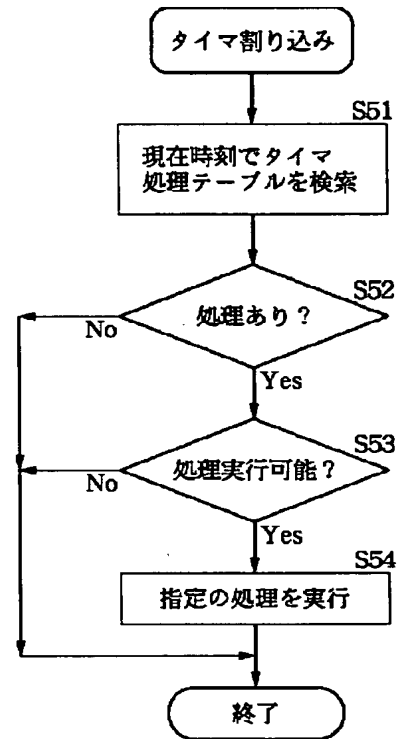 タイマ割り込み
S51
現在時刻でタイマ
処理テーブルを検索
S52
処理あり？
No
Yes
S53
処理実行可能？
No
Yes
S54
指定の処理を実行
終了